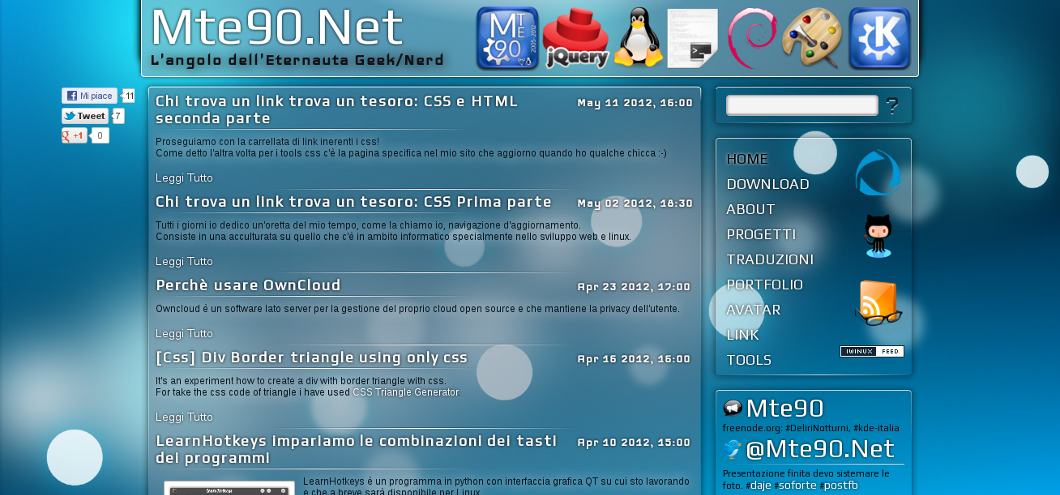 Mte90.Net
L'angolo dell'Eternauta Geek/Nerd
MT
E
90
jQuery
K
Mi piace 11
Tweet 7
+1 0
Chi trova un link trova un tesoro: CSS e HTML
seconda parte
May 11 2012, 16:00
Proseguiamo con la carrellata di link inerenti i css!
Come detto l'altra volta per i tools css c'è la pagina specifica nel mio sito che aggiorno quando ho qualche chicca :-)
Leggi Tutto
Chi trova un link trova un tesoro: CSS Prima parte
May 02 2012, 18:30
Tutti i giorni io dedico un'oretta del mio tempo, come la chiamo io, navigazione d'aggiornamento.
Consiste in una acculturata su quello che c'è in ambito informatico specialmente nello sviluppo web e linux.
Leggi Tutto
Perchè usare OwnCloud
Apr 23 2012, 17:00
Owncloud è un software lato server per la gestione del proprio cloud open source e che mantiene la privacy dell'utente.
Leggi Tutto
[Css] Div Border triangle using only css
Apr 16 2012, 16:00
It's an experiment how to create a div with border triangle with css.
For take the css code of triangle i have used CSS Triangle Generator
Leggi Tutto
LearnHotkeys impariamo le combinazioni dei tasti
dei programmi
Apr 10 2012, 15:00
LearnHotkeys è un programma in python con interfaccia grafica QT su cui sto lavorando
e che a breve sarà disponibile per Linux
?
HOME
DOWNLOAD
ABOUT
PROGETTI
TRADUZIONI
PORTFOLIO
AVATAR
LINK
TOOLS
FEED
Mte90
freenode.org: #DeliriNotturni, #kde-italia
@Mte90.Net
Presentazione finita devo sistemare le
foto. #daje #soforte #postfb